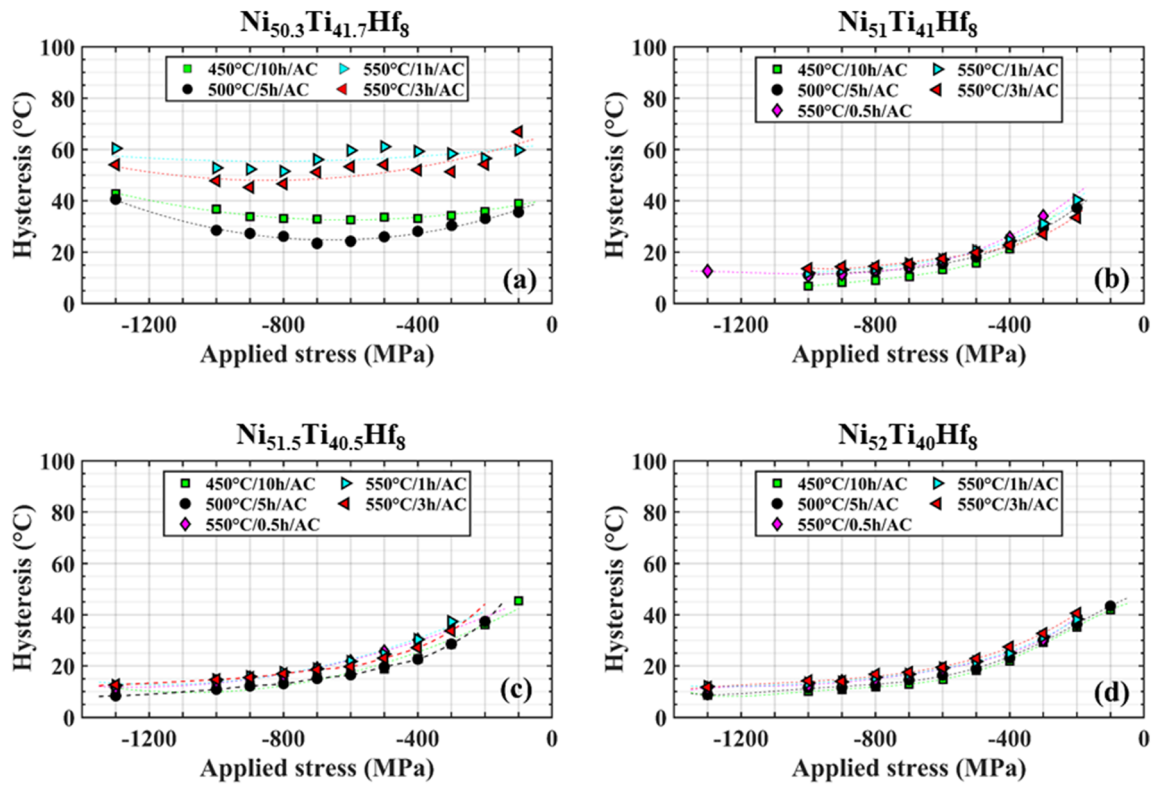 Ni50.3Ti41.7Hf8
100
80
60
40
20
0
Hysteresis (°C)
450°C/10h/AC 550°C/1h/AC
500°C/5h/AC 550°C/3h/AC
(a)
-1200 -800 -400 0
Applied stress (MPa)
Ni51Ti41Hf8
100
80
60
40
20
0
Hysteresis (°C)
450°C/10h/AC 550°C/1h/AC
500°C/5h/AC 550°C/3h/AC
550°C/0.5h/AC
(b)
-1200 -800 -400 0
Applied stress (MPa)
Ni51.5Ti40.5Hf8
100
80
60
40
20
0
Hysteresis (°C)
450°C/10h/AC 550°C/1h/AC
500°C/5h/AC 550°C/3h/AC
550°C/0.5h/AC
(c)
-1200 -800 -400 0
Applied stress (MPa)
Ni52Ti40Hf8
100
80
60
40
20
0
Hysteresis (°C)
450°C/10h/AC 550°C/1h/AC
500°C/5h/AC 550°C/3h/AC
550°C/0.5h/AC
(d)
-1200 -800 -400 0
Applied stress (MPa)